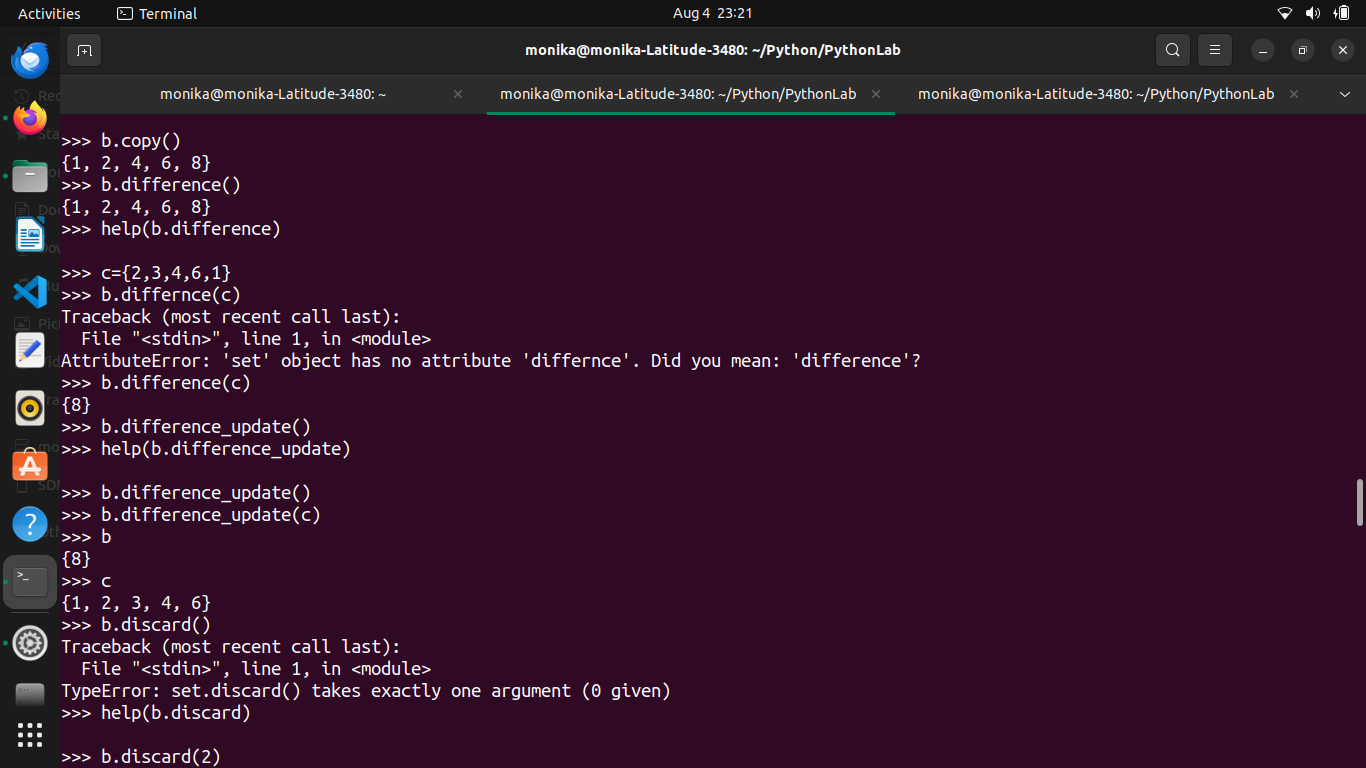 Activities
Terminal
Aug 4 23:21
monika@monika-Latitude-3480: ~/Python/PythonLab
monika@monika-Latitude-3480: ~
monika@monika-Latitude-3480: ~/Python/PythonLab
monika@monika-Latitude-3480: ~/Python/PythonLab
>>> b.copy()
{1, 2, 4, 6, 8}
>>> b.difference()
{1, 2, 4, 6, 8}
>>> help(b.difference)
>>> c={2,3,4,6,1}
>>> b.differnce(c)
Traceback (most recent call last):
  File "<stdin>", line 1, in <module>
AttributeError: 'set' object has no attribute 'differnce'. Did you mean: 'difference'?
>>> b.difference(c)
{8}
>>> b.difference_update()
>>> help(b.difference_update)
>>> b.difference_update()
>>> b.difference_update(c)
>>> b
{8}
>>> c
{1, 2, 3, 4, 6}
>>> b.discard()
Traceback (most recent call last):
  File "<stdin>", line 1, in <module>
TypeError: set.discard() takes exactly one argument (0 given)
>>> help(b.discard)
>>> b.discard(2)